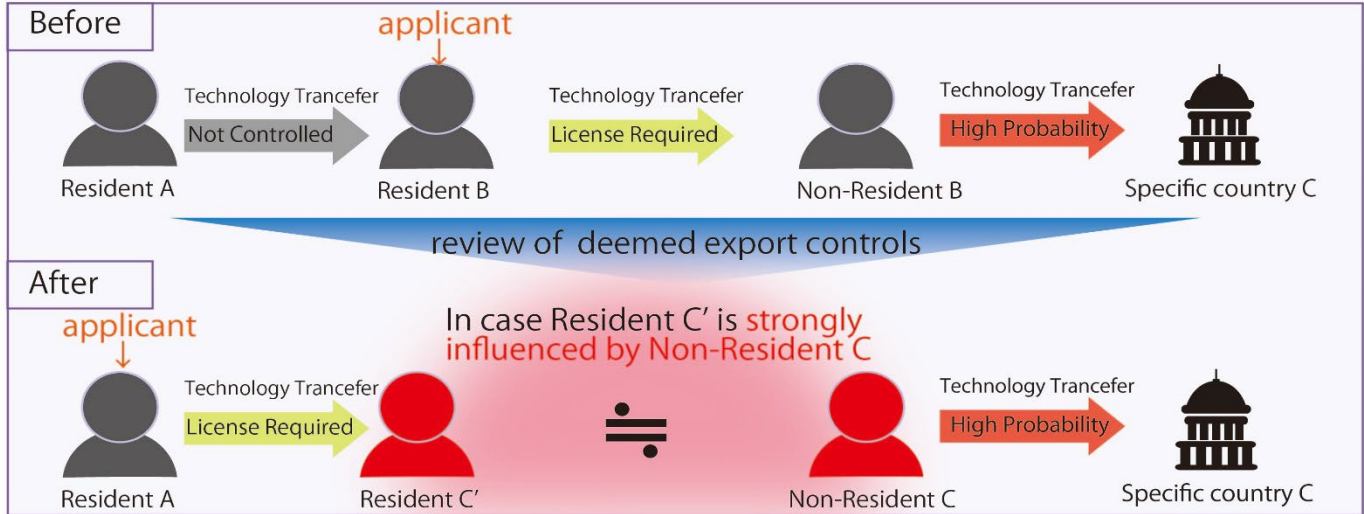 Before
applicant
Technology Trancefer
Technology Trancefer
Technology Trancefer
Not Controlled
License Required
High Probability
Resident A
Resident B
Non-Resident B
Specific country C
review of deemed export controls
After
applicant
In case Resident C' is strongly
influenced by Non-Resident C
Technology Trancefer
Technology Trancefer
License Required
≒
High Probability
Resident A
Resident C'
Non-Resident C
Specific country C